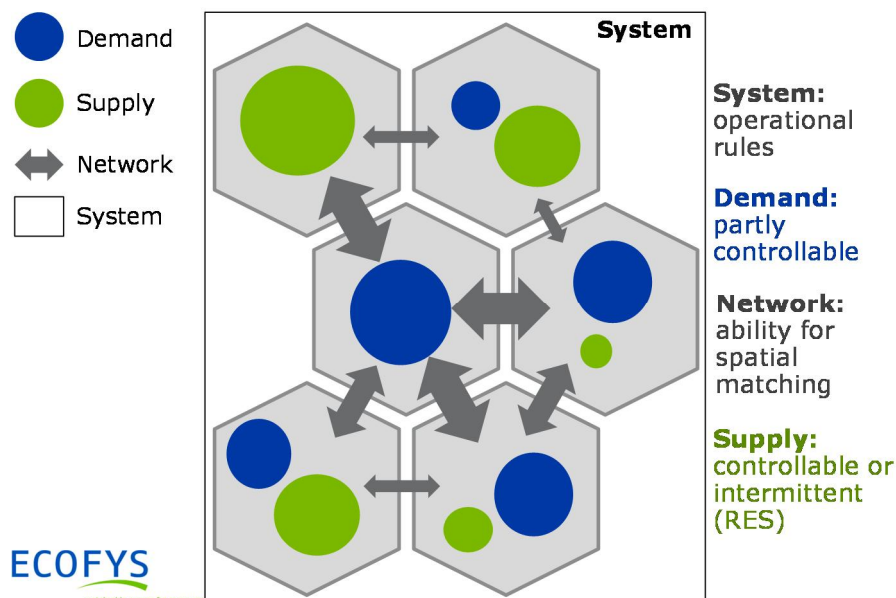 Demand
Supply
Network
System
System
System:
operational
rules
Demand:
partly
controllable
Network:
ability for
spatial
matching
Supply:
controllable or
intermittent
(RES)
ECOFYS